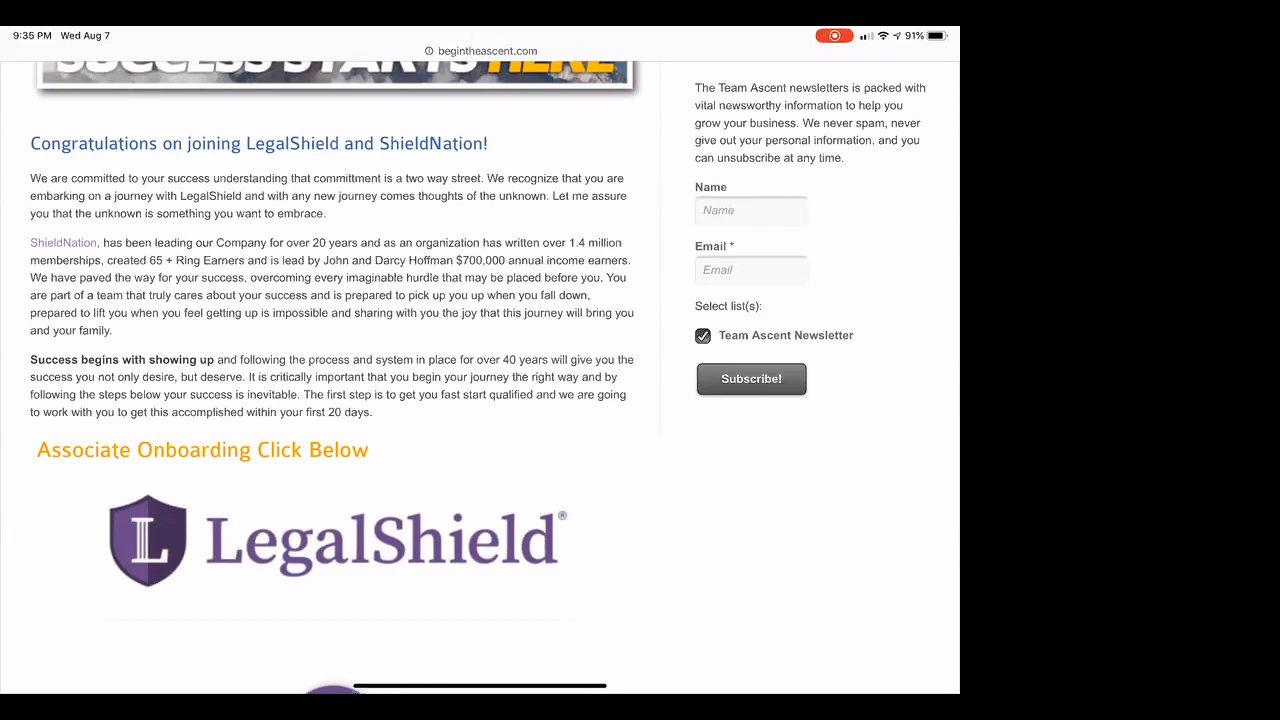 9:35 PM Wed Aug 7
91%
begintheascent.com
SUCCESS STARTS HERE
Congratulations on joining LegalShield and ShieldNation!
We are committed to your success understanding that committment is a two way street. We recognize that you are
embarking on a journey with LegalShield and with any new journey comes thoughts of the unknown. Let me assure
you that the unknown is something you want to embrace.
ShieldNation, has been leading our Company for over 20 years and as an organization has written over 1.4 million
memberships, created 65 + Ring Earners and is lead by John and Darcy Hoffman $700,000 annual income earners.
We have paved the way for your success, overcoming every imaginable hurdle that may be placed before you. You
are part of a team that truly cares about your success and is prepared to pick up you up when you fall down,
prepared to lift you when you feel getting up is impossible and sharing with you the joy that this journey will bring you
and your family.
Success begins with showing up and following the process and system in place for over 40 years will give you the
success you not only desire, but deserve. It is critically important that you begin your journey the right way and by
following the steps below your success is inevitable. The first step is to get you fast start qualified and we are going
to work with you to get this accomplished within your first 20 days.
Associate Onboarding Click Below
L LegalShield®
The Team Ascent newsletters is packed with
vital newsworthy information to help you
grow your business. We never spam, never
give out your personal information, and you
can unsubscribe at any time.
Name
Name
Email *
Email
Select list(s):
Team Ascent Newsletter
Subscribe!